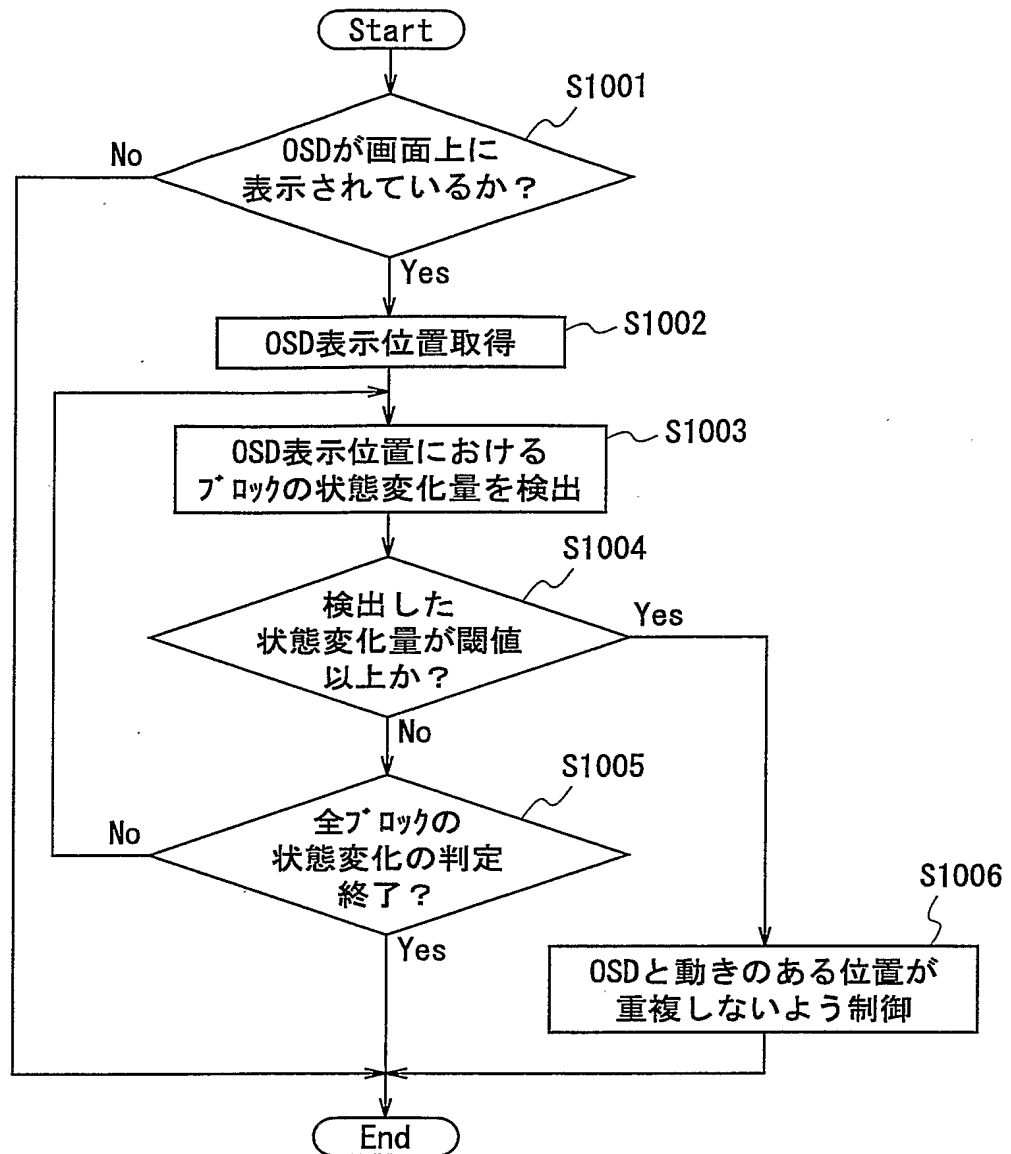 Start
S1001
OSDが画面上に
表示されているか？
No
Yes
S1002
OSD表示位置取得
S1003
OSD表示位置における
ﾌﾞﾛｯｸの状態変化量を検出
S1004
検出した
状態変化量が閾値
以上か？
Yes
No
S1005
全ﾌﾞﾛｯｸの
状態変化の判定
終了？
No
Yes
S1006
OSDと動きのある位置が
重複しないよう制御
End